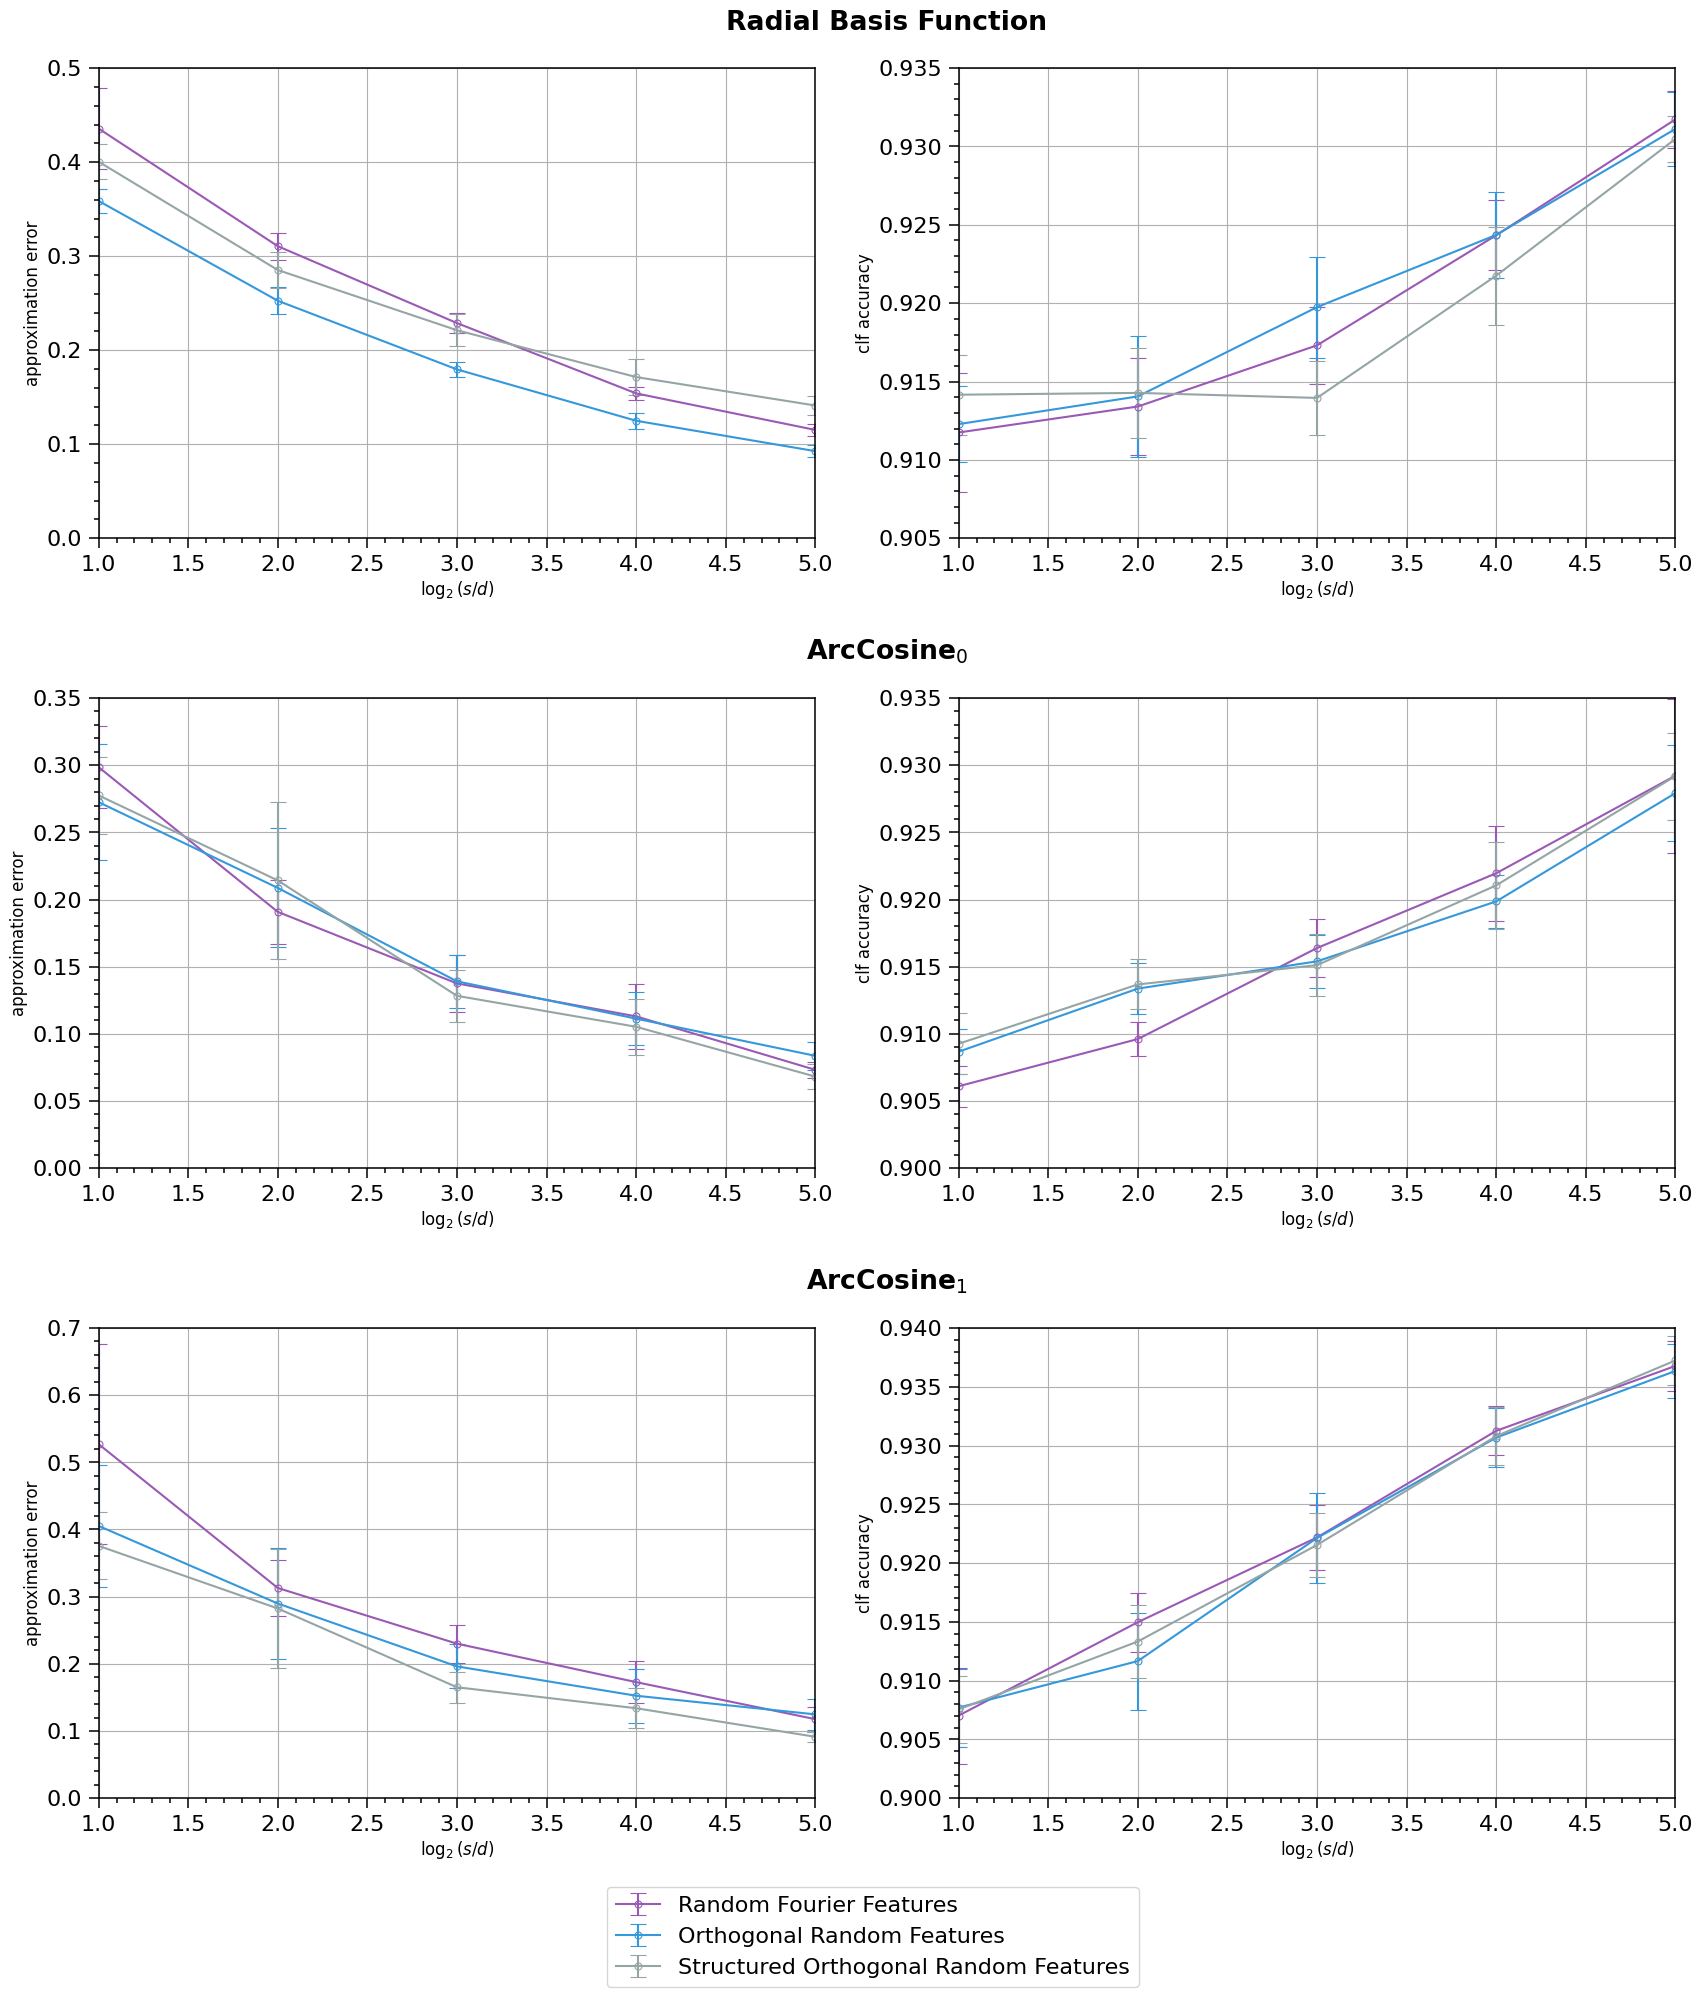 Radial Basis Function
0.5
0.4
0.3
0.2
0.1
0.0
approximation error
1.0 1.5 2.0 2.5 3.0 3.5 4.0 4.5 5.0
log₂(s/d)
0.935
0.930
0.925
0.920
0.915
0.910
0.905
clf accuracy
1.0 1.5 2.0 2.5 3.0 3.5 4.0 4.5 5.0
log₂(s/d)
ArcCosine₀
0.35
0.30
0.25
0.20
0.15
0.10
0.05
0.00
approximation error
1.0 1.5 2.0 2.5 3.0 3.5 4.0 4.5 5.0
log₂(s/d)
0.935
0.930
0.925
0.920
0.915
0.910
0.905
0.900
clf accuracy
1.0 1.5 2.0 2.5 3.0 3.5 4.0 4.5 5.0
log₂(s/d)
ArcCosine₁
0.7
0.6
0.5
0.4
0.3
0.2
0.1
0.0
approximation error
1.0 1.5 2.0 2.5 3.0 3.5 4.0 4.5 5.0
log₂(s/d)
0.940
0.935
0.930
0.925
0.920
0.915
0.910
0.905
0.900
clf accuracy
1.0 1.5 2.0 2.5 3.0 3.5 4.0 4.5 5.0
log₂(s/d)
Random Fourier Features
Orthogonal Random Features
Structured Orthogonal Random Features